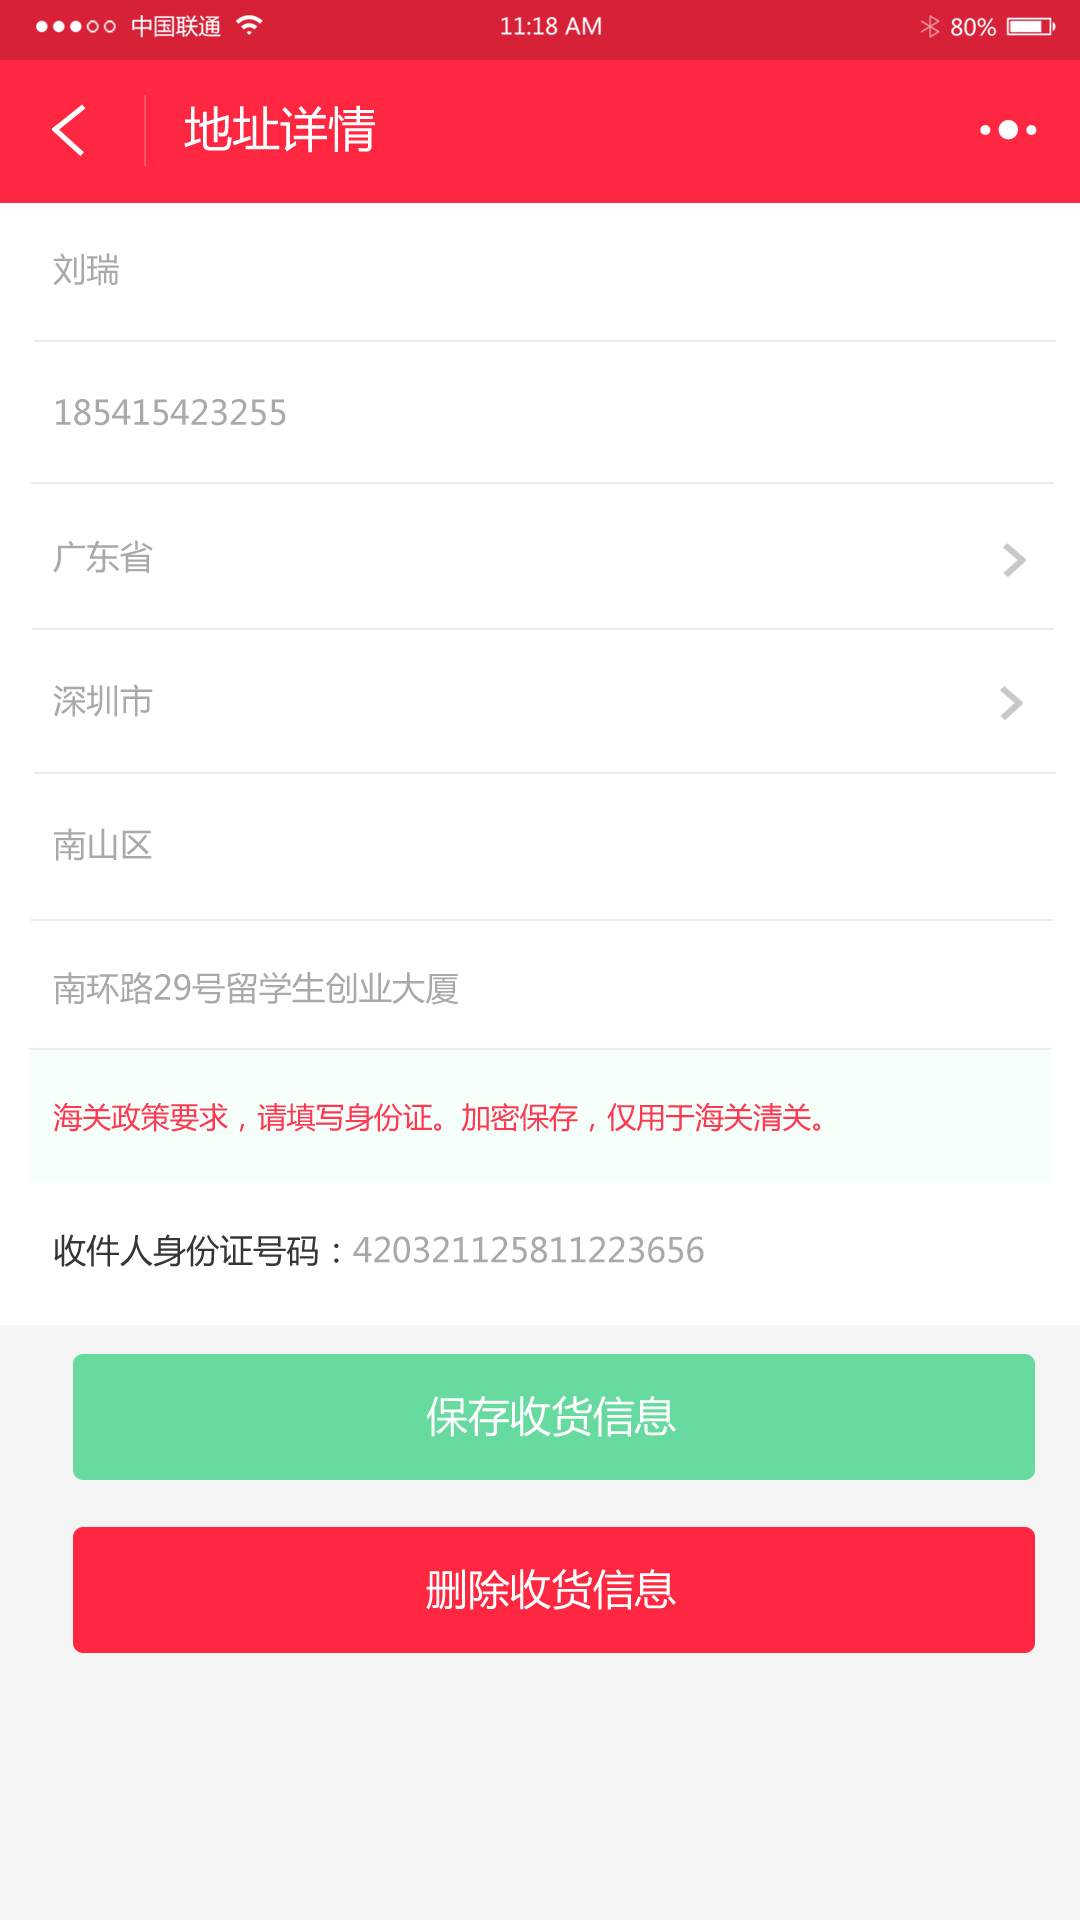 中国联通 11:18 AM 80%
地址详情
刘瑞
185415423255
广东省
深圳市
南山区
南环路29号留学生创业大厦
海关政策要求，请填写身份证。加密保存，仅用于海关清关。
收件人身份证号码：420321125811223656
保存收货信息
删除收货信息